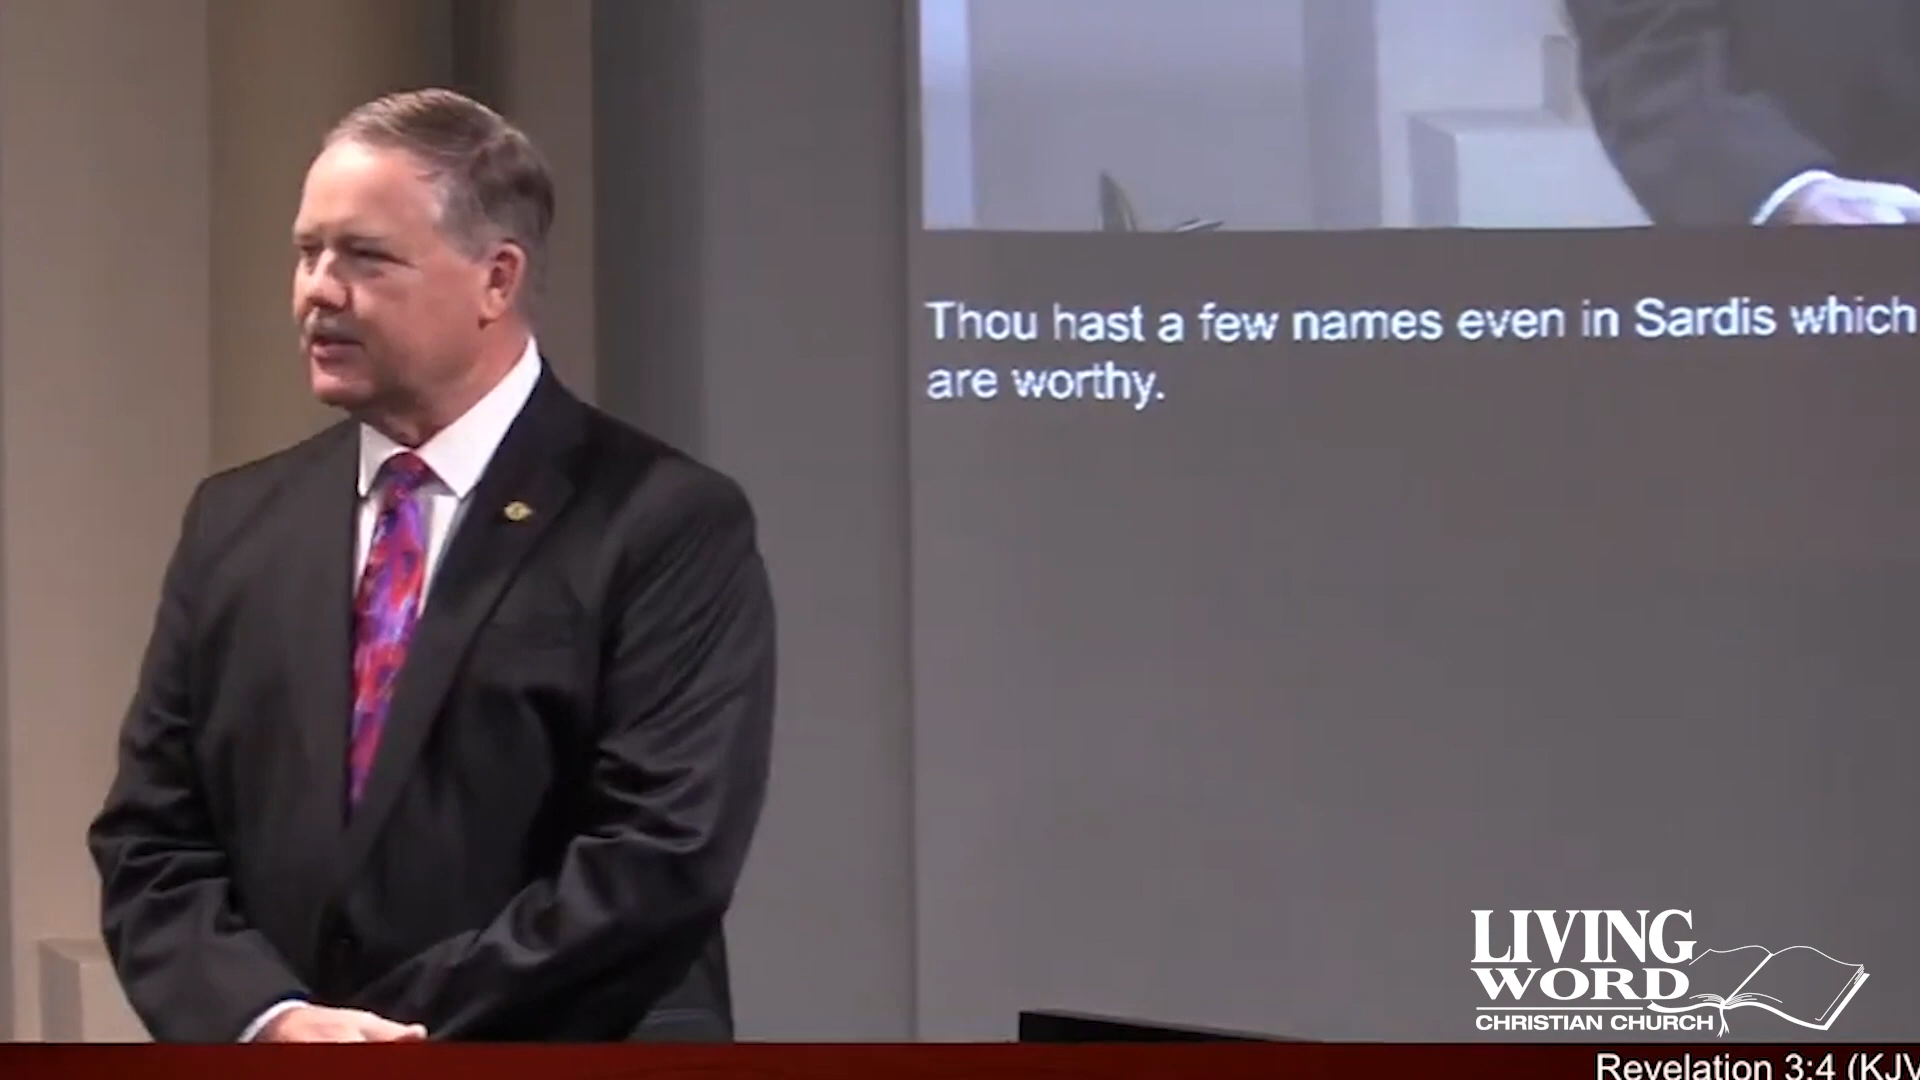 Thou hast a few names even in Sardis which
are worthy.
LIVING
WORD
CHRISTIAN CHURCH
Revelation 3:4 (KJV